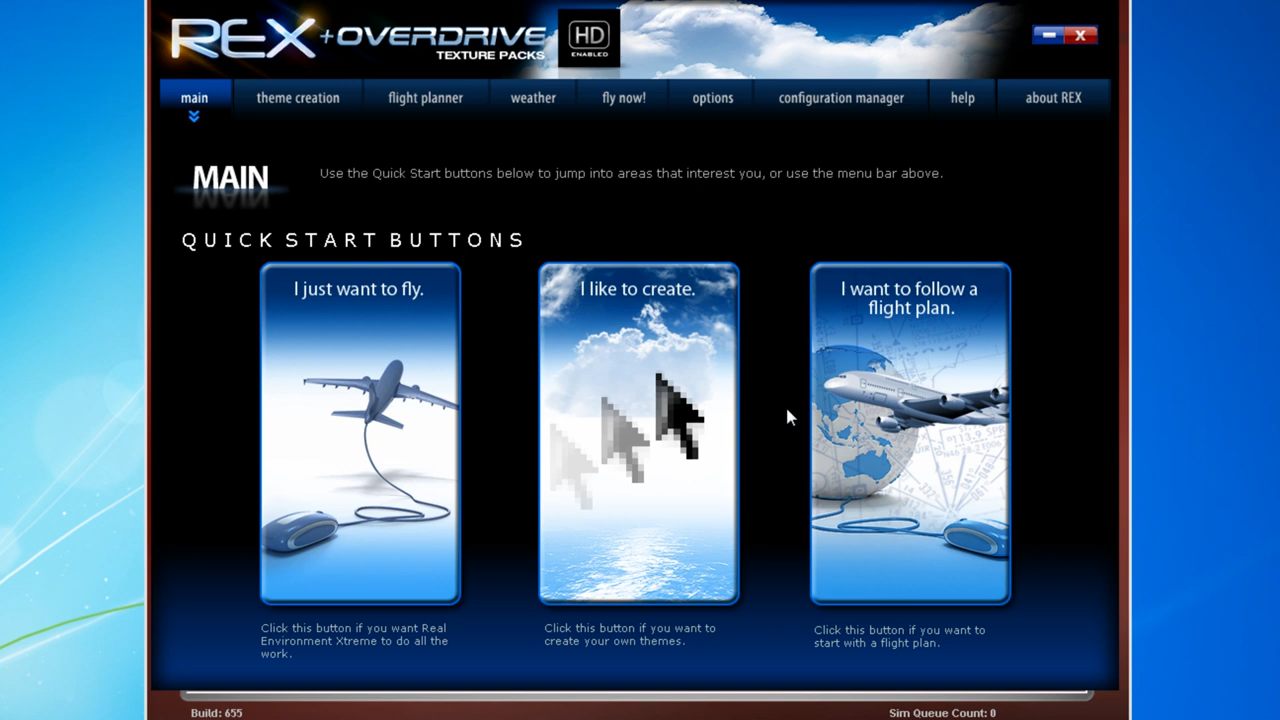 REX + OVERDRIVE
TEXTURE PACKS
HD
ENABLED
main
theme creation
flight planner
weather
fly now!
options
configuration manager
help
about REX
MAIN
Use the Quick Start buttons below to jump into areas that interest you, or use the menu bar above.
QUICK START BUTTONS
I just want to fly.
Click this button if you want Real
Environment Xtreme to do all the
work.
I like to create.
Click this button if you want to
create your own themes.
I want to follow a
flight plan.
Click this button if you want to
start with a flight plan.
Build: 655
Sim Queue Count: 0